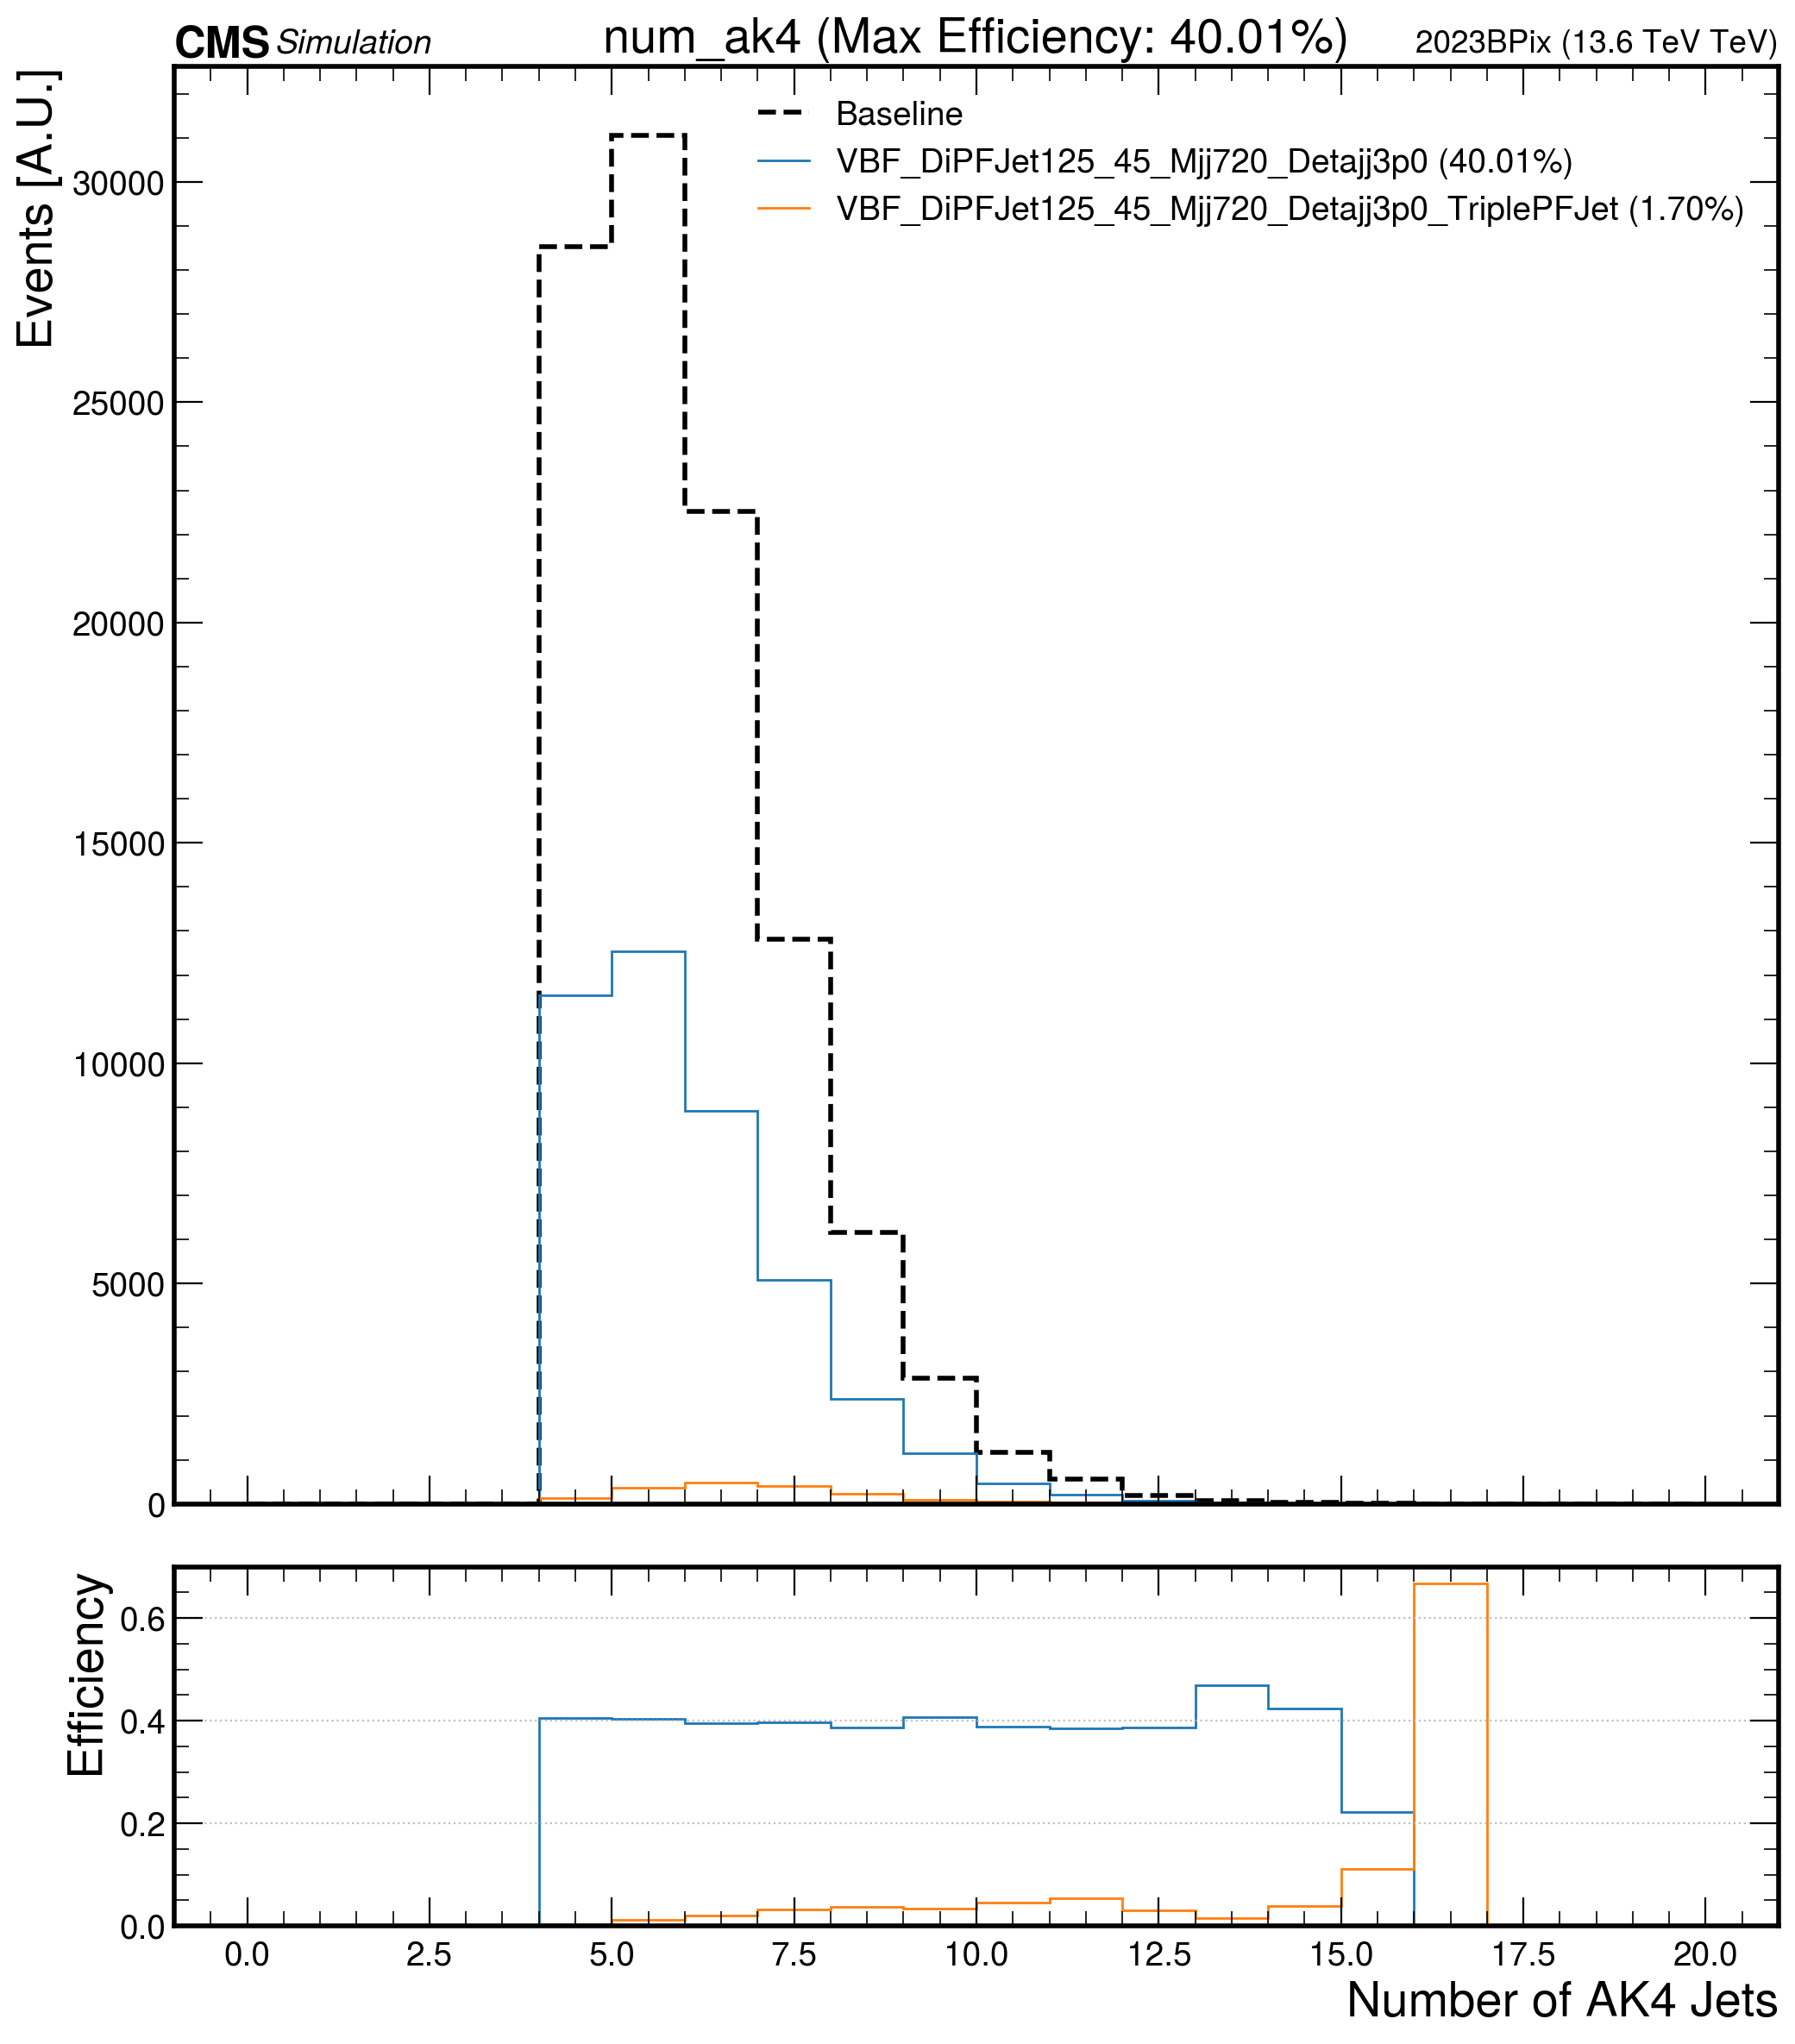 CMS Simulation num_ak4 (Max Efficiency: 40.01%) 2023BPix (13.6 TeV TeV)
Events [A.U.]
Baseline
VBF_DiPFJet125_45_Mjj720_Detajj3p0 (40.01%)
VBF_DiPFJet125_45_Mjj720_Detajj3p0_TriplePFJet (1.70%)
30000
25000
20000
15000
10000
5000
0
Efficiency
0.6
0.4
0.2
0.0
0.0 2.5 5.0 7.5 10.0 12.5 15.0 17.5 20.0
Number of AK4 Jets